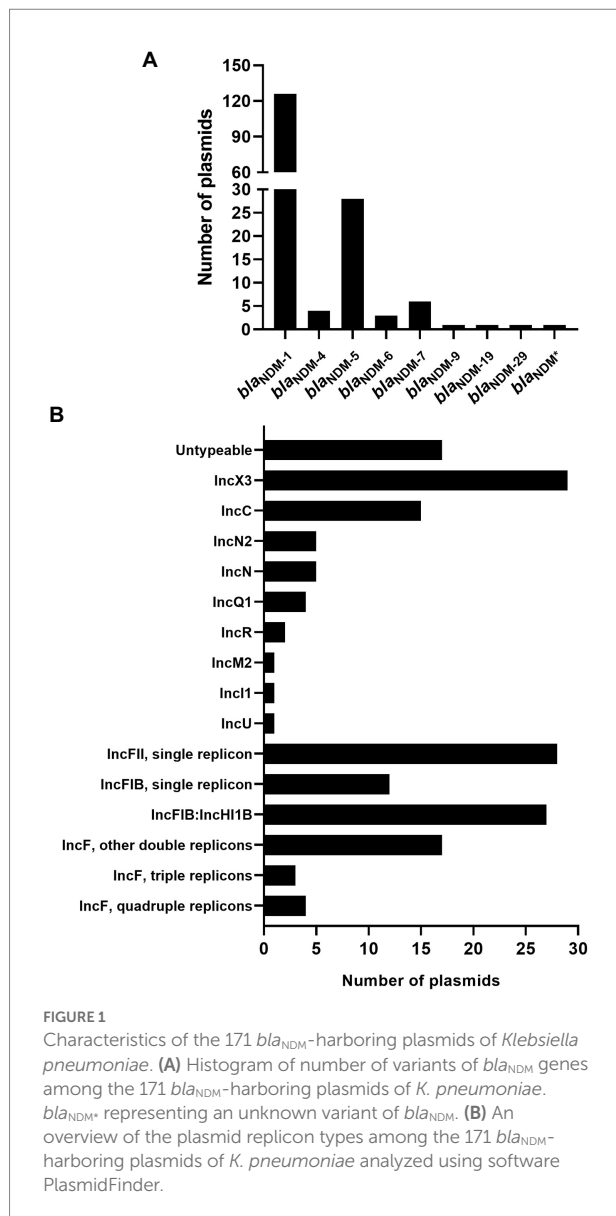 A
Number of plasmids
150
120
90
60
30
25
20
15
10
5
0
blaNDM-1
blaNDM-4
blaNDM-5
blaNDM-6
blaNDM-7
blaNDM-9
blaNDM-19
blaNDM-29
blaNDM*
B
Untypeable
IncX3
IncC
IncN2
IncN
IncQ1
IncR
IncM2
IncI1
IncU
IncFII, single replicon
IncFIB, single replicon
IncFIB:IncHI1B
IncF, other double replicons
IncF, triple replicons
IncF, quadruple replicons
0 5 10 15 20 25 30
Number of plasmids
FIGURE 1
Characteristics of the 171 blaNDM-harboring plasmids of Klebsiella
pneumoniae. (A) Histogram of number of variants of blaNDM genes
among the 171 blaNDM-harboring plasmids of K. pneumoniae.
blaNDM* representing an unknown variant of blaNDM. (B) An
overview of the plasmid replicon types among the 171 blaNDM-
harboring plasmids of K. pneumoniae analyzed using software
PlasmidFinder.